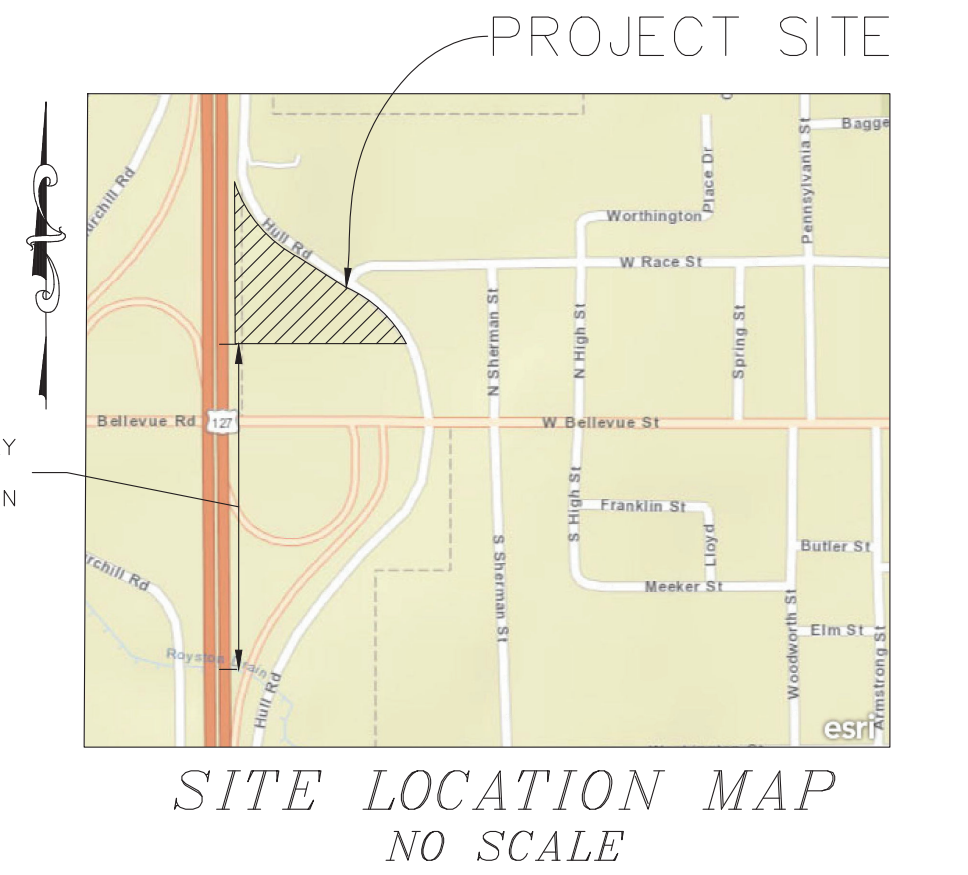 PROJECT SITE
Bagge
Pennsylvania St
Place Dr
Worthington
urchill Rd
Hull Rd
W Race St
N Sherman St
N High St
Spring St
Bellevue Rd
127
W Bellevue St
Y
N
S High St
Franklin St
Lloyd
S Sherman St
Butler St
rchill Rd
Meeker St
Woodworth St
Elm St
Armstrong St
Royston Drain
Hull Rd
esri
SITE LOCATION MAP
NO SCALE